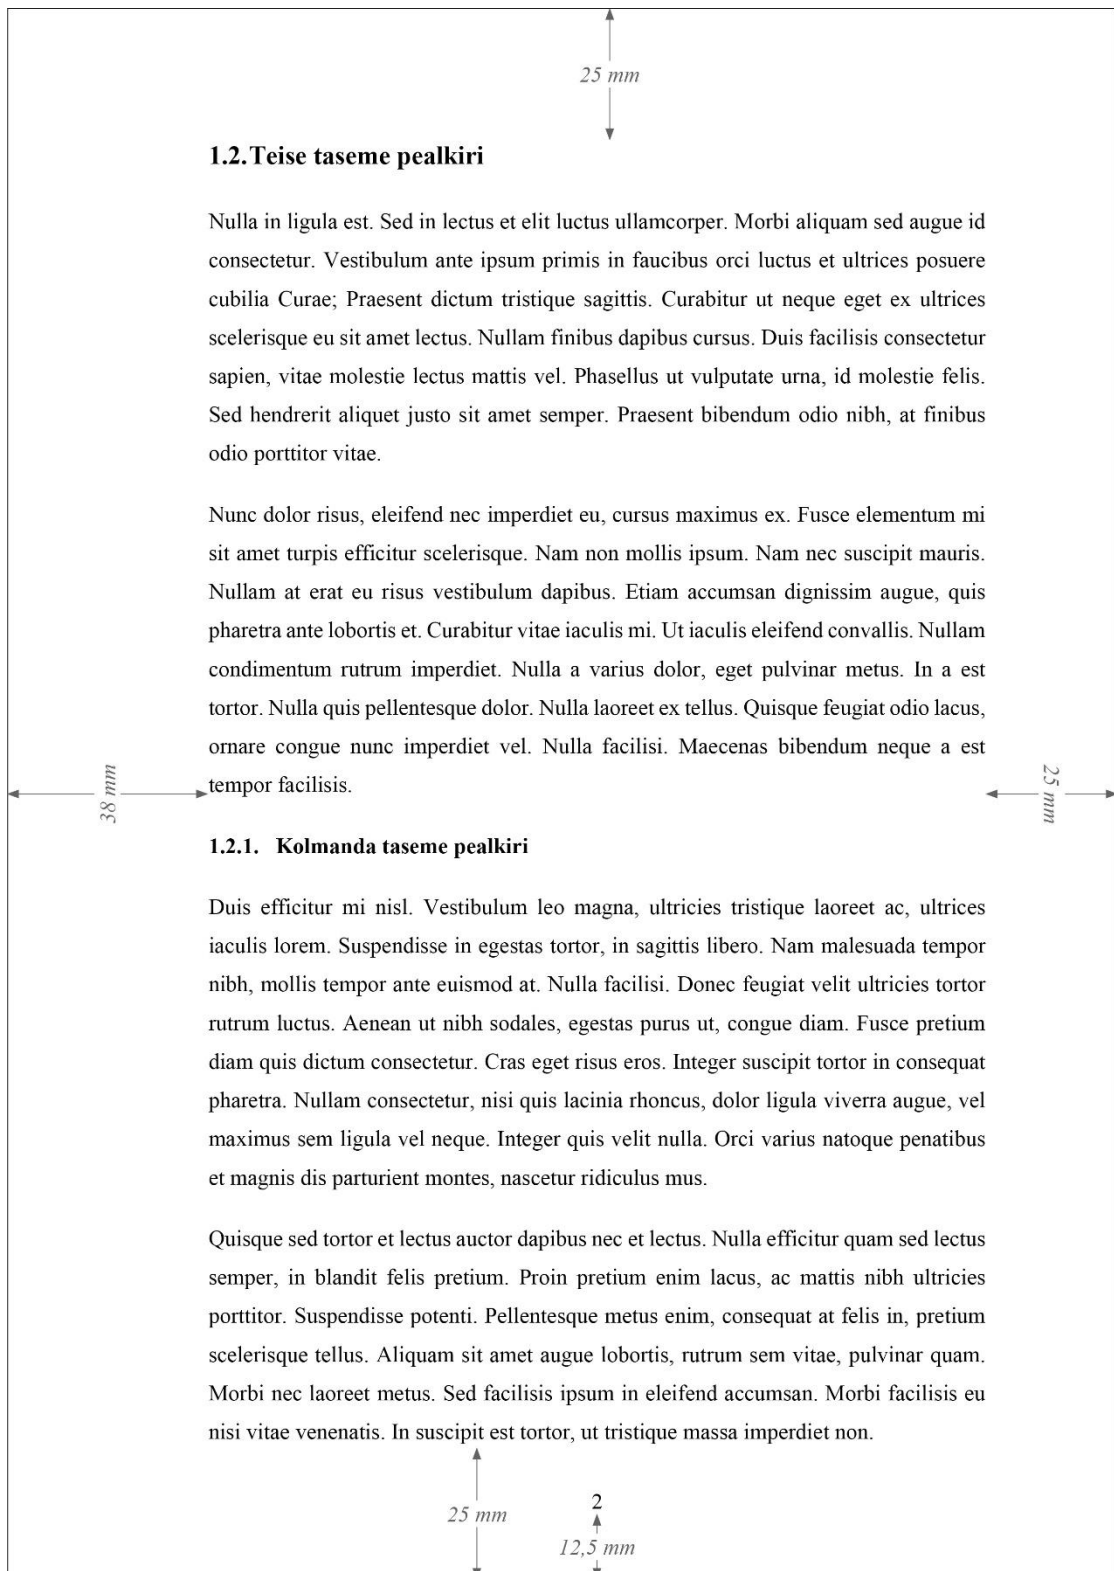 25 mm
1.2. Teise taseme pealkiri
Nulla in ligula est. Sed in lectus et elit luctus ullamcorper. Morbi aliquam sed augue id
consectetur. Vestibulum ante ipsum primis in faucibus orci luctus et ultrices posuere
cubilia Curae; Praesent dictum tristique sagittis. Curabitur ut neque eget ex ultrices
scelerisque eu sit amet lectus. Nullam finibus dapibus cursus. Duis facilisis consectetur
sapien, vitae molestie lectus mattis vel. Phasellus ut vulputate urna, id molestie felis.
Sed hendrerit aliquet justo sit amet semper. Praesent bibendum odio nibh, at finibus
odio porttitor vitae.
Nunc dolor risus, eleifend nec imperdiet eu, cursus maximus ex. Fusce elementum mi
sit amet turpis efficitur scelerisque. Nam non mollis ipsum. Nam nec suscipit mauris.
Nullam at erat eu risus vestibulum dapibus. Etiam accumsan dignissim augue, quis
pharetra ante lobortis et. Curabitur vitae iaculis mi. Ut iaculis eleifend convallis. Nullam
condimentum rutrum imperdiet. Nulla a varius dolor, eget pulvinar metus. In a est
tortor. Nulla quis pellentesque dolor. Nulla laoreet ex tellus. Quisque feugiat odio lacus,
ornare congue nunc imperdiet vel. Nulla facilisi. Maecenas bibendum neque a est
tempor facilisis.
38 mm
25 mm
1.2.1. Kolmanda taseme pealkiri
Duis efficitur mi nisl. Vestibulum leo magna, ultricies tristique laoreet ac, ultrices
iaculis lorem. Suspendisse in egestas tortor, in sagittis libero. Nam malesuada tempor
nibh, mollis tempor ante euismod at. Nulla facilisi. Donec feugiat velit ultricies tortor
rutrum luctus. Aenean ut nibh sodales, egestas purus ut, congue diam. Fusce pretium
diam quis dictum consectetur. Cras eget risus eros. Integer suscipit tortor in consequat
pharetra. Nullam consectetur, nisi quis lacinia rhoncus, dolor ligula viverra augue, vel
maximus sem ligula vel neque. Integer quis velit nulla. Orci varius natoque penatibus
et magnis dis parturient montes, nascetur ridiculus mus.
Quisque sed tortor et lectus auctor dapibus nec et lectus. Nulla efficitur quam sed lectus
semper, in blandit felis pretium. Proin pretium enim lacus, ac mattis nibh ultricies
porttitor. Suspendisse potenti. Pellentesque metus enim, consequat at felis in, pretium
scelerisque tellus. Aliquam sit amet augue lobortis, rutrum sem vitae, pulvinar quam.
Morbi nec laoreet metus. Sed facilisis ipsum in eleifend accumsan. Morbi facilisis eu
nisi vitae venenatis. In suscipit est tortor, ut tristique massa imperdiet non.
2
25 mm
12,5 mm